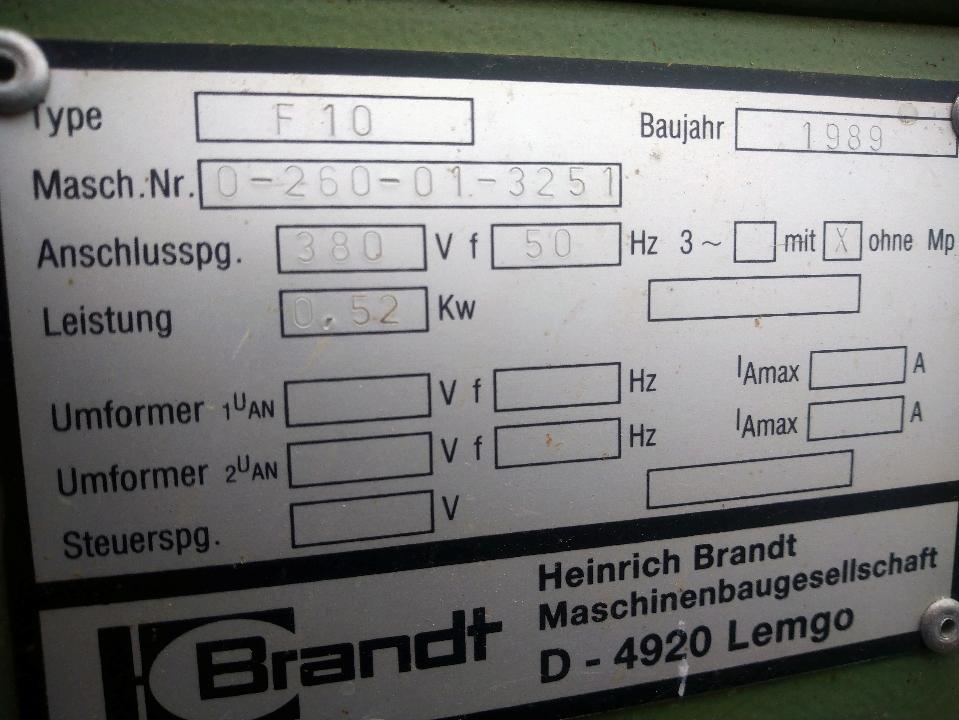 Type F 10 Baujahr 1989
Masch.Nr. 0-260-01-3251
Anschlusspg. 380 V f 50 Hz 3 ~ mit X ohne Mp
Leistung 0.52 Kw
Umformer 1UAN V f Hz IAmax A
Umformer 2UAN V f Hz IAmax A
Steuerspg. V
Brandt
Heinrich Brandt
Maschinenbaugesellschaft
D - 4920 Lemgo